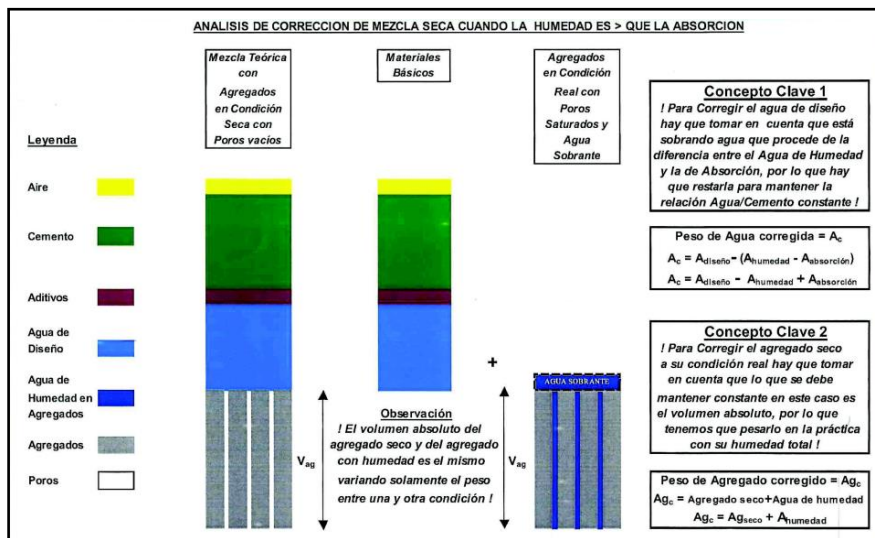 ANALISIS DE CORRECCION DE MEZCLA SECA CUANDO LA HUMEDAD ES > QUE LA ABSORCION
Mezcla Teórica
con
Agregados
en Condición
Seca con
Poros vacíos
Materiales
Básicos
Agregados
en Condición
Real con
Poros
Saturados y
Agua
Sobrante
Leyenda
Aire
Cemento
Aditivos
Agua de
Diseño
Agua de
Humedad en
Agregados
Agregados
Poros
+
AGUA SOBRANTE
Vag
Observación
! El volumen absoluto del
agregado seco y del agregado
con humedad es el mismo
variando solamente el peso
entre una y otra condición !
Vag
Concepto Clave 1
! Para Corregir el agua de diseño
hay que tomar en cuenta que está
sobrando agua que procede de la
diferencia entre el Agua de Humedad
y la de Absorción, por lo que hay
que restarla para mantener la
relación Agua/Cemento constante !
Peso de Agua corregida = Ac
Ac = Adiseño- (Ahumedad - Aabsorción)
Ac = Adiseño - Ahumedad + Aabsorción
Concepto Clave 2
! Para Corregir el agregado seco
a su condición real hay que tomar
en cuenta que lo que se debe
mantener constante en este caso es
el volumen absoluto, por lo que
tenemos que pesarlo en la práctica
con su humedad total !
Peso de Agregado corregido = Agc
Agc = Agregado seco+Agua de humedad
Agc = Agseco + Ahumedad